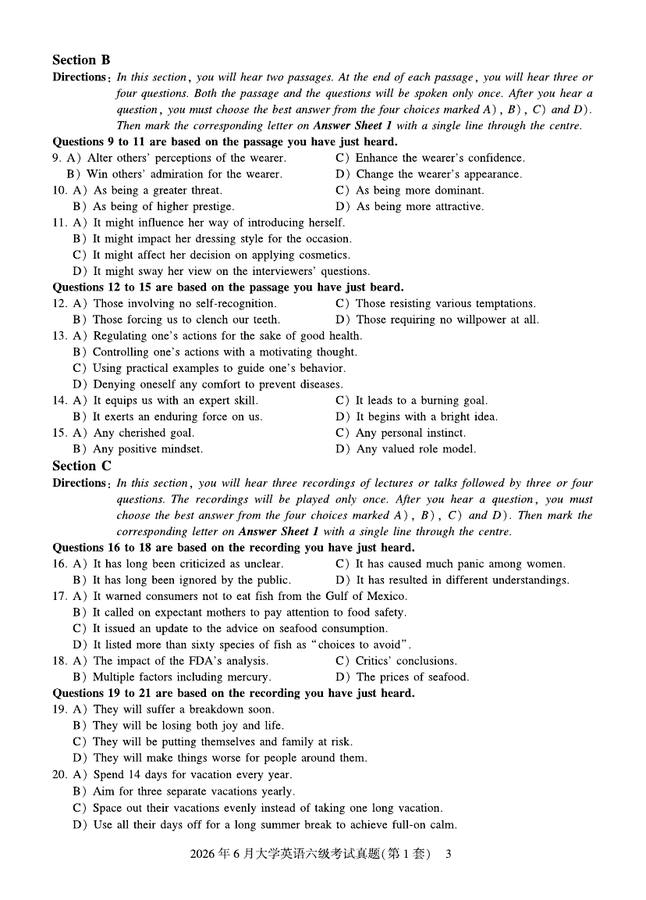 Section B
Directions: In this section, you will hear two passages. At the end of each passage, you will hear three or
four questions. Both the passage and the questions will be spoken only once. After you hear a
question, you must choose the best answer from the four choices marked A), B), C) and D).
Then mark the corresponding letter on Answer Sheet 1 with a single line through the centre.
Questions 9 to 11 are based on the passage you have just heard.
9. A) Alter others' perceptions of the wearer. C) Enhance the wearer's confidence.
B) Win others' admiration for the wearer. D) Change the wearer's appearance.
10. A) As being a greater threat. C) As being more dominant.
B) As being of higher prestige. D) As being more attractive.
11. A) It might influence her way of introducing herself.
B) It might impact her dressing style for the occasion.
C) It might affect her decision on applying cosmetics.
D) It might sway her view on the interviewers' questions.
Questions 12 to 15 are based on the passage you have just heard.
12. A) Those involving no self-recognition. C) Those resisting various temptations.
B) Those forcing us to clench our teeth. D) Those requiring no willpower at all.
13. A) Regulating one's actions for the sake of good health.
B) Controlling one's actions with a motivating thought.
C) Using practical examples to guide one's behavior.
D) Denying oneself any comfort to prevent diseases.
14. A) It equips us with an expert skill. C) It leads to a burning goal.
B) It exerts an enduring force on us. D) It begins with a bright idea.
15. A) Any cherished goal. C) Any personal instinct.
B) Any positive mindset. D) Any valued role model.
Section C
Directions: In this section, you will hear three recordings of lectures or talks followed by three or four
questions. The recordings will be played only once. After you hear a question, you must
choose the best answer from the four choices marked A), B), C) and D). Then mark the
corresponding letter on Answer Sheet 1 with a single line through the centre.
Questions 16 to 18 are based on the recording you have just heard.
16. A) It has long been criticized as unclear. C) It has caused much panic among women.
B) It has long been ignored by the public. D) It has resulted in different understandings.
17. A) It warned consumers not to eat fish from the Gulf of Mexico.
B) It called on expectant mothers to pay attention to food safety.
C) It issued an update to the advice on seafood consumption.
D) It listed more than sixty species of fish as "choices to avoid".
18. A) The impact of the FDA's analysis. C) Critics' conclusions.
B) Multiple factors including mercury. D) The prices of seafood.
Questions 19 to 21 are based on the recording you have just heard.
19. A) They will suffer a breakdown soon.
B) They will be losing both joy and life.
C) They will be putting themselves and family at risk.
D) They will make things worse for people around them.
20. A) Spend 14 days for vacation every year.
B) Aim for three separate vacations yearly.
C) Space out their vacations evenly instead of taking one long vacation.
D) Use all their days off for a long summer break to achieve full-on calm.
2026年6月大学英语六级考试真题(第1套) 3